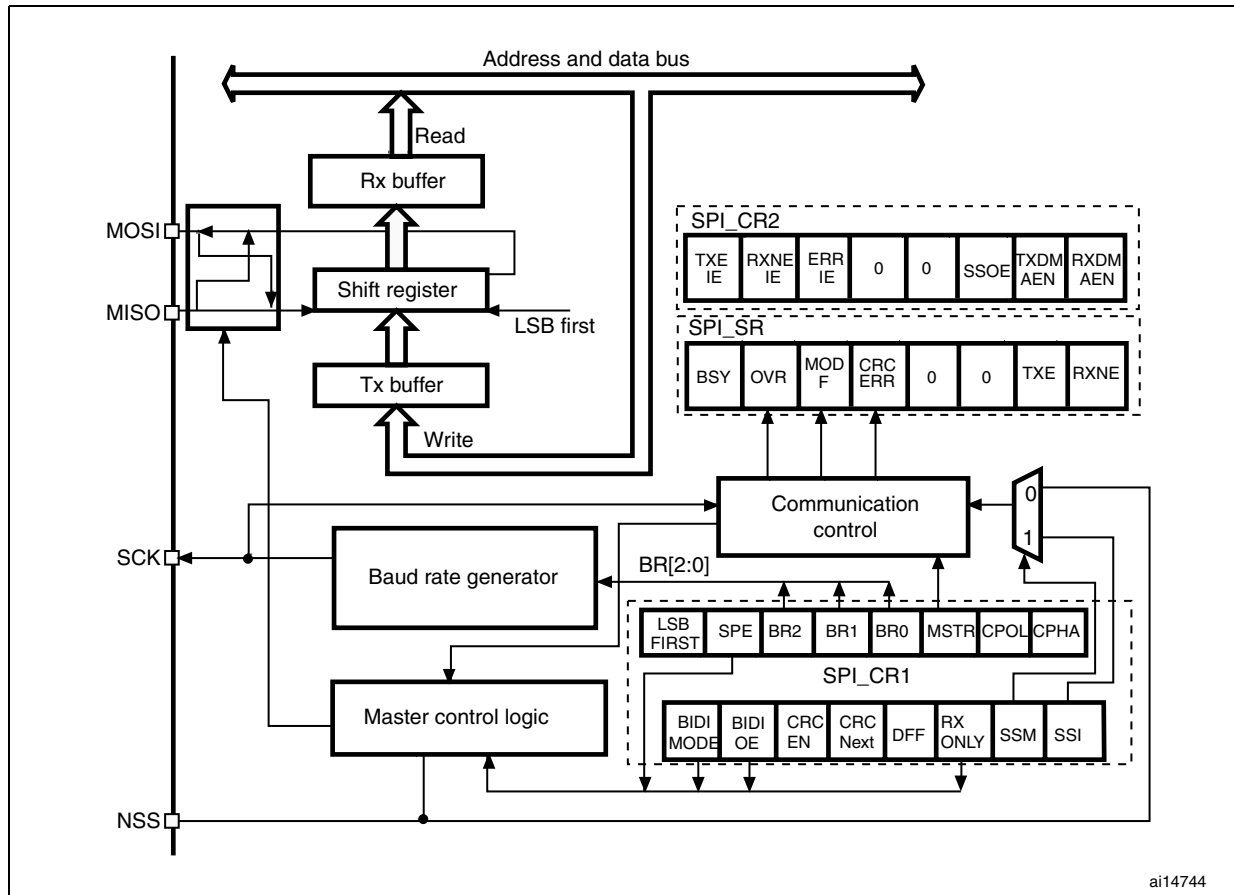 Address and data bus
Read
Rx buffer
MOSI
SPI_CR2
TXE
IE
RXNE
IE
ERR
IE
0
0
SSOE
TXDM
AEN
RXDM
AEN
Shift register
MISO
LSB first
SPI_SR
BSY
OVR
MOD
F
CRC
ERR
0
0
TXE
RXNE
Tx buffer
Write
Communication
control
0
1
SCK
Baud rate generator
BR[2:0]
LSB
FIRST
SPE
BR2
BR1
BR0
MSTR
CPOL
CPHA
SPI_CR1
Master control logic
BIDI
MODE
BIDI
OE
CRC
EN
CRC
Next
DFF
RX
ONLY
SSM
SSI
NSS
ai14744